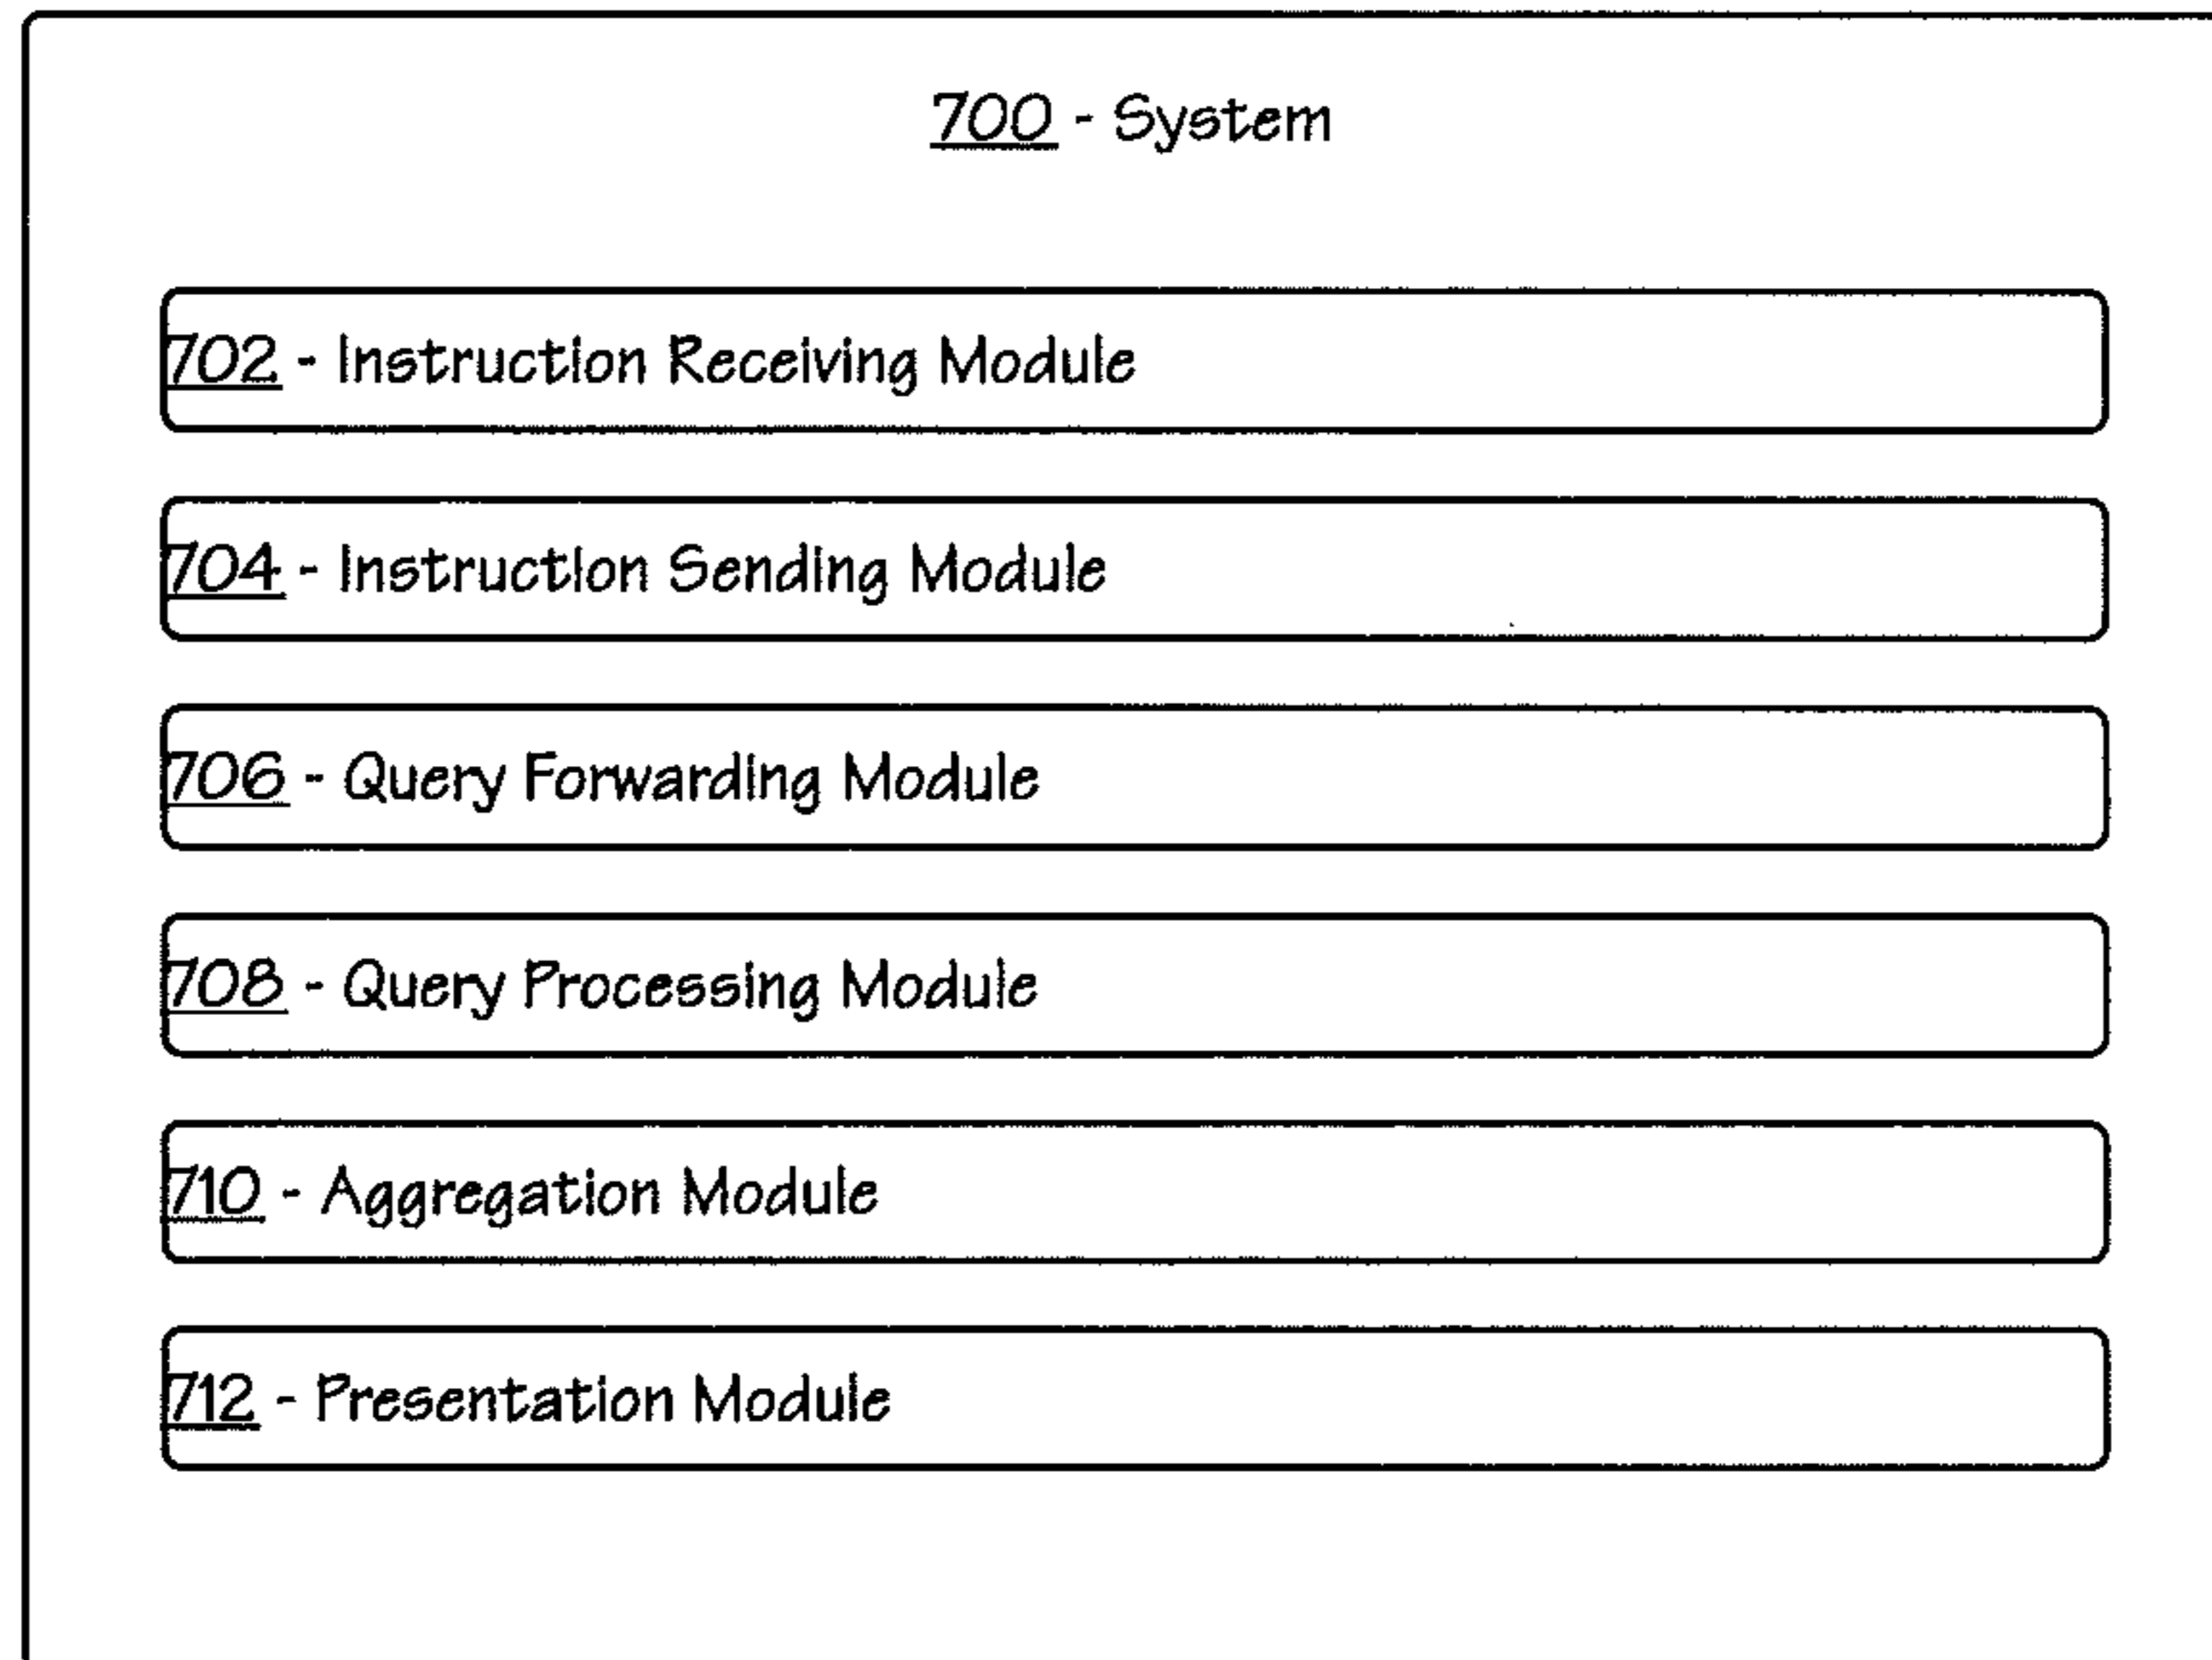 700 - System
702 - Instruction Receiving Module
704 - Instruction Sending Module
706 - Query Forwarding Module
708 - Query Processing Module
710 - Aggregation Module
712 - Presentation Module